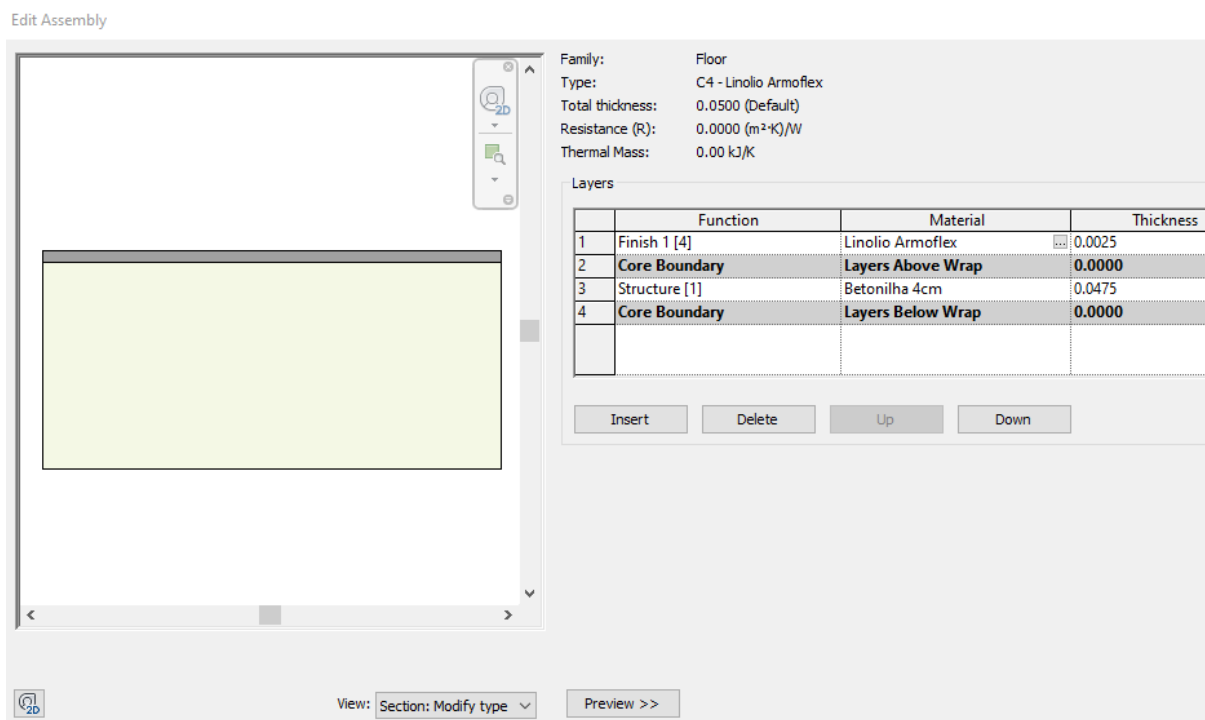 Edit Assembly
2D
Family: Floor
Type: C4 - Linolio Armoflex
Total thickness: 0.0500 (Default)
Resistance (R): 0.0000 (m²·K)/W
Thermal Mass: 0.00 kJ/K
Layers
Function Material Thickness
1 Finish 1 [4] Linolio Armoflex ... 0.0025
2 Core Boundary Layers Above Wrap 0.0000
3 Structure [1] Betonilha 4cm 0.0475
4 Core Boundary Layers Below Wrap 0.0000
Insert Delete Up Down
2D View: Section: Modify type Preview >>